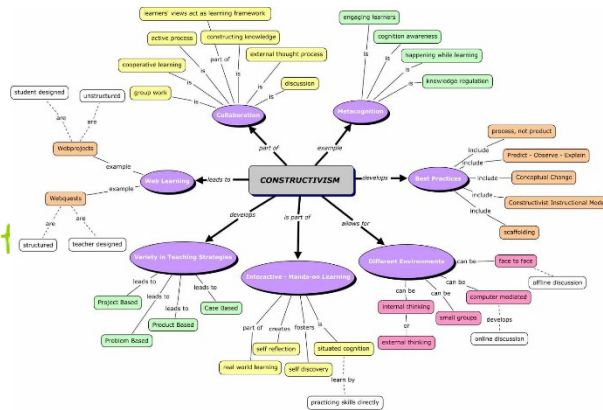 learners' views act as learning framework
active process
constructing knowledge
part of
external thought process
is
is
cooperative learning
is
is
discussion
is
group work
is
Collaboration
engaging learners
cognition awareness
is
is
happening while learning
is
knowledge regulation
is
Metacognition
student designed
unstructured
are
are
Webprojects
example
Web Learning
example
Webquests
are
are
structured
teacher designed
part of
example
leads to
CONSTRUCTIVISM
develops
develops
is part of
allows for
process, not product
include
Predict - Observe - Explain
include
Best Practices
include
Conceptual Change
include
Constructivist Instructional Mode
include
scaffolding
Variety in Teaching Strategies
leads to
leads to
leads to
leads to
Project Based
Case Based
Product Based
Problem Based
Interactive - Hands-on Learning
part of
creates
fosters
is
situated cognition
self reflection
real world learning
self discovery
learn by
practicing skills directly
Different Environments
can be
face to face
offline discussion
can be
computer mediated
can be
can be
internal thinking
small groups
or
external thinking
develops
online discussion